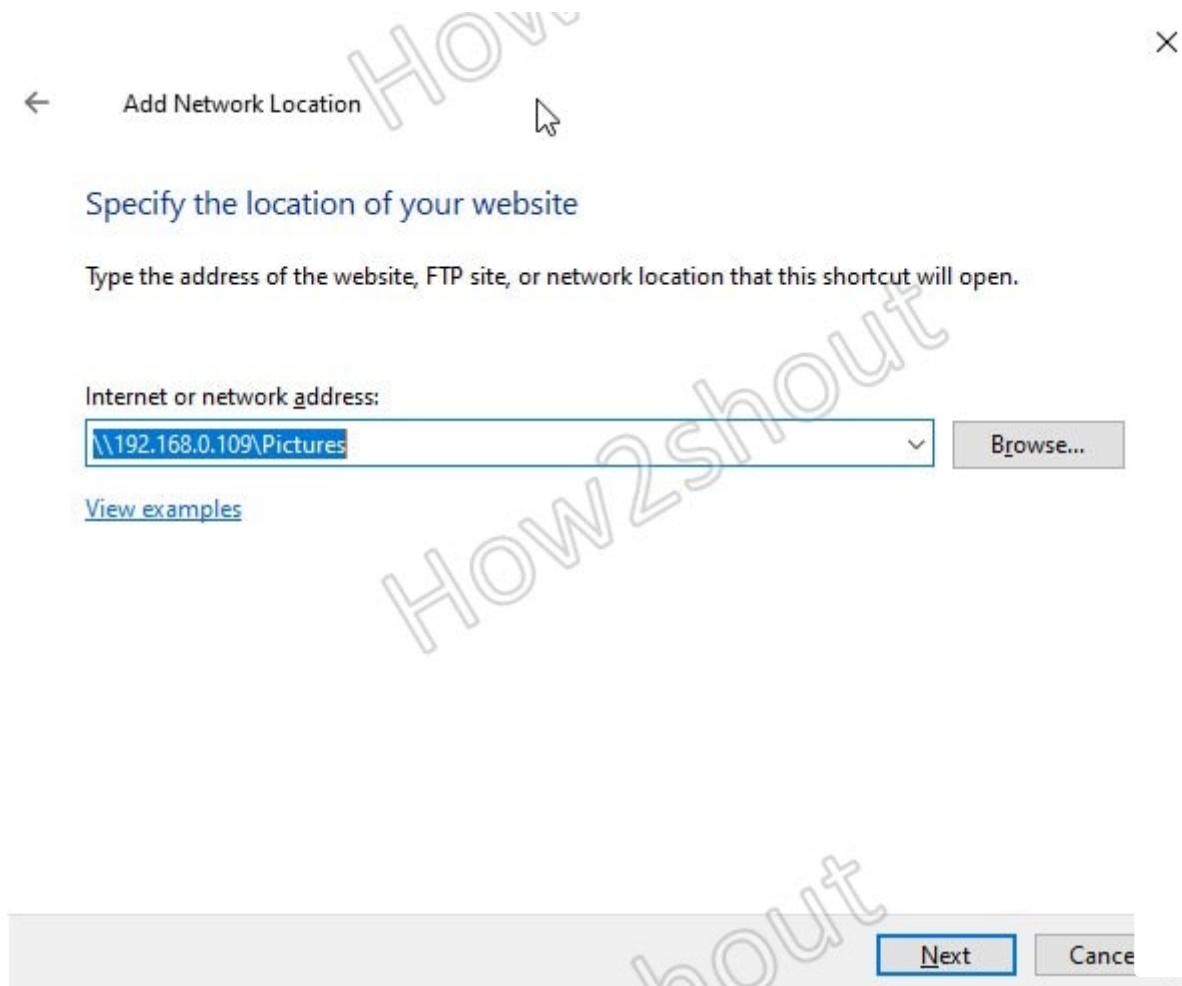 How
Add Network Location
Specify the location of your website
Type the address of the website, FTP site, or network location that this shortcut will open.
Internet or network address:
\\192.168.0.109\Pictures
Browse...
View examples
How2shout
hout
Next
Cance